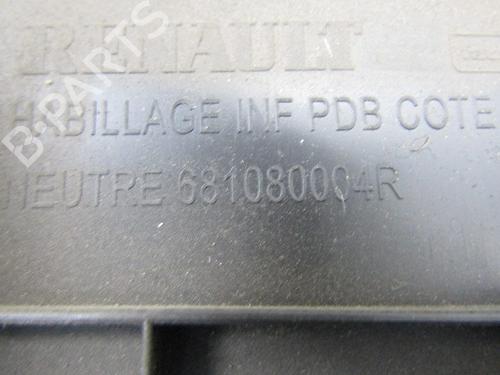 RENAULT
HABILLAGE INF PDB COTE
NEUTRE 681080004R
B-PARTS